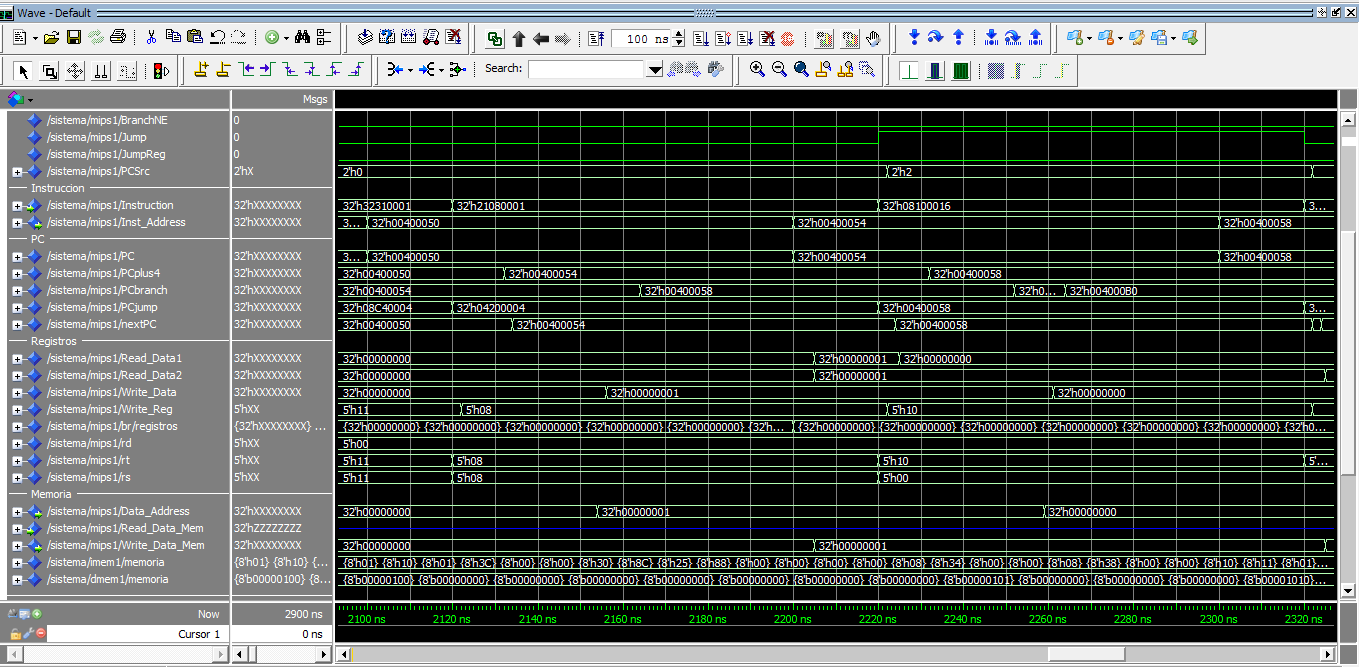 Wave - Default
100 ns
Search:
Msgs
/sistema/mips1/BranchNE 0
/sistema/mips1/Jump 0
/sistema/mips1/JumpReg 0
/sistema/mips1/PCSrc 2'hX 2'h0 2'h2
Instruccion
/sistema/mips1/Instruction 32'hXXXXXXXX 32'h32310001 32'h21080001 32'h08100016 3...
/sistema/mips1/Inst_Address 32'hXXXXXXXX 3... 32'h00400050 32'h00400054 32'h00400058
PC
/sistema/mips1/PC 32'hXXXXXXXX 3... 32'h00400050 32'h00400054 32'h00400058
/sistema/mips1/PCplus4 32'hXXXXXXXX 32'h00400050 32'h00400054 32'h00400058
/sistema/mips1/PCbranch 32'hXXXXXXXX 32'h00400054 32'h00400058 32'h0... 32'h004000B0
/sistema/mips1/PCjump 32'hXXXXXXXX 32'h08C40004 32'h04200004 32'h00400058 3...
/sistema/mips1/nextPC 32'hXXXXXXXX 32'h00400050 32'h00400054 32'h00400058
Registros
/sistema/mips1/Read_Data1 32'hXXXXXXXX 32'h00000000 32'h00000001 32'h00000000
/sistema/mips1/Read_Data2 32'hXXXXXXXX 32'h00000000 32'h00000001
/sistema/mips1/Write_Data 32'hXXXXXXXX 32'h00000000 32'h00000001 32'h00000000
/sistema/mips1/Write_Reg 5'hXX 5'h11 5'h08 5'h10
/sistema/mips1/br/registros {32'hXXXXXXXX} ... {32'h00000000} {32'h00000000} {32'h00000000} {32'h00000000} {32'h00000000} {32'h... {32'h00000000} {32'h00000000} {32'h00000000} {32'h00000000} {32'h00000000} {32'h00000000} {32'h0...
/sistema/mips1/rd 5'hXX 5'h00
/sistema/mips1/rt 5'hXX 5'h11 5'h08 5'h10 5'...
/sistema/mips1/rs 5'hXX 5'h11 5'h08 5'h00
Memoria
/sistema/mips1/Data_Address 32'hXXXXXXXX 32'h00000000 32'h00000001 32'h00000000
/sistema/mips1/Read_Data_Mem 32'hZZZZZZZZ
/sistema/mips1/Write_Data_Mem 32'hXXXXXXXX 32'h00000000 32'h00000001
/sistema/imem1/memoria {8'h01} {8'h10} {... {8'h01} {8'h10} {8'h01} {8'h3C} {8'h00} {8'h30} {8'h8C} {8'h25} {8'h88} {8'h00} {8'h00} {8'h00} {8'h00} {8'h08} {8'h34} {8'h00} {8'h00} {8'h08} {8'h38} {8'h00} {8'h00} {8'h10} {8'h11} {8'h01}...
/sistema/dmem1/memoria {8'b00000100} {8... {8'b00000100} {8'b00000000} {8'b00000000} {8'b00000000} {8'b00000000} {8'b00000000} {8'b00000000} {8'b00000000} {8'b00000101} {8'b00000000} {8'b00000000} {8'b00000000} {8'b00001010}...
Now 2900 ns 2100 ns 2120 ns 2140 ns 2160 ns 2180 ns 2200 ns 2220 ns 2240 ns 2260 ns 2280 ns 2300 ns 2320 ns
Cursor 1 0 ns